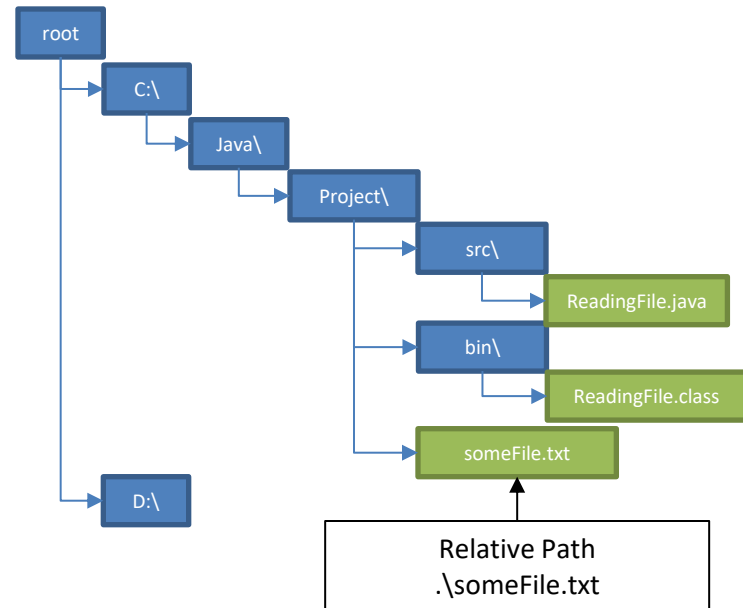 root
C:\
Java\
Project\
src\
ReadingFile.java
bin\
ReadingFile.class
someFile.txt
D:\
Relative Path
.\someFile.txt